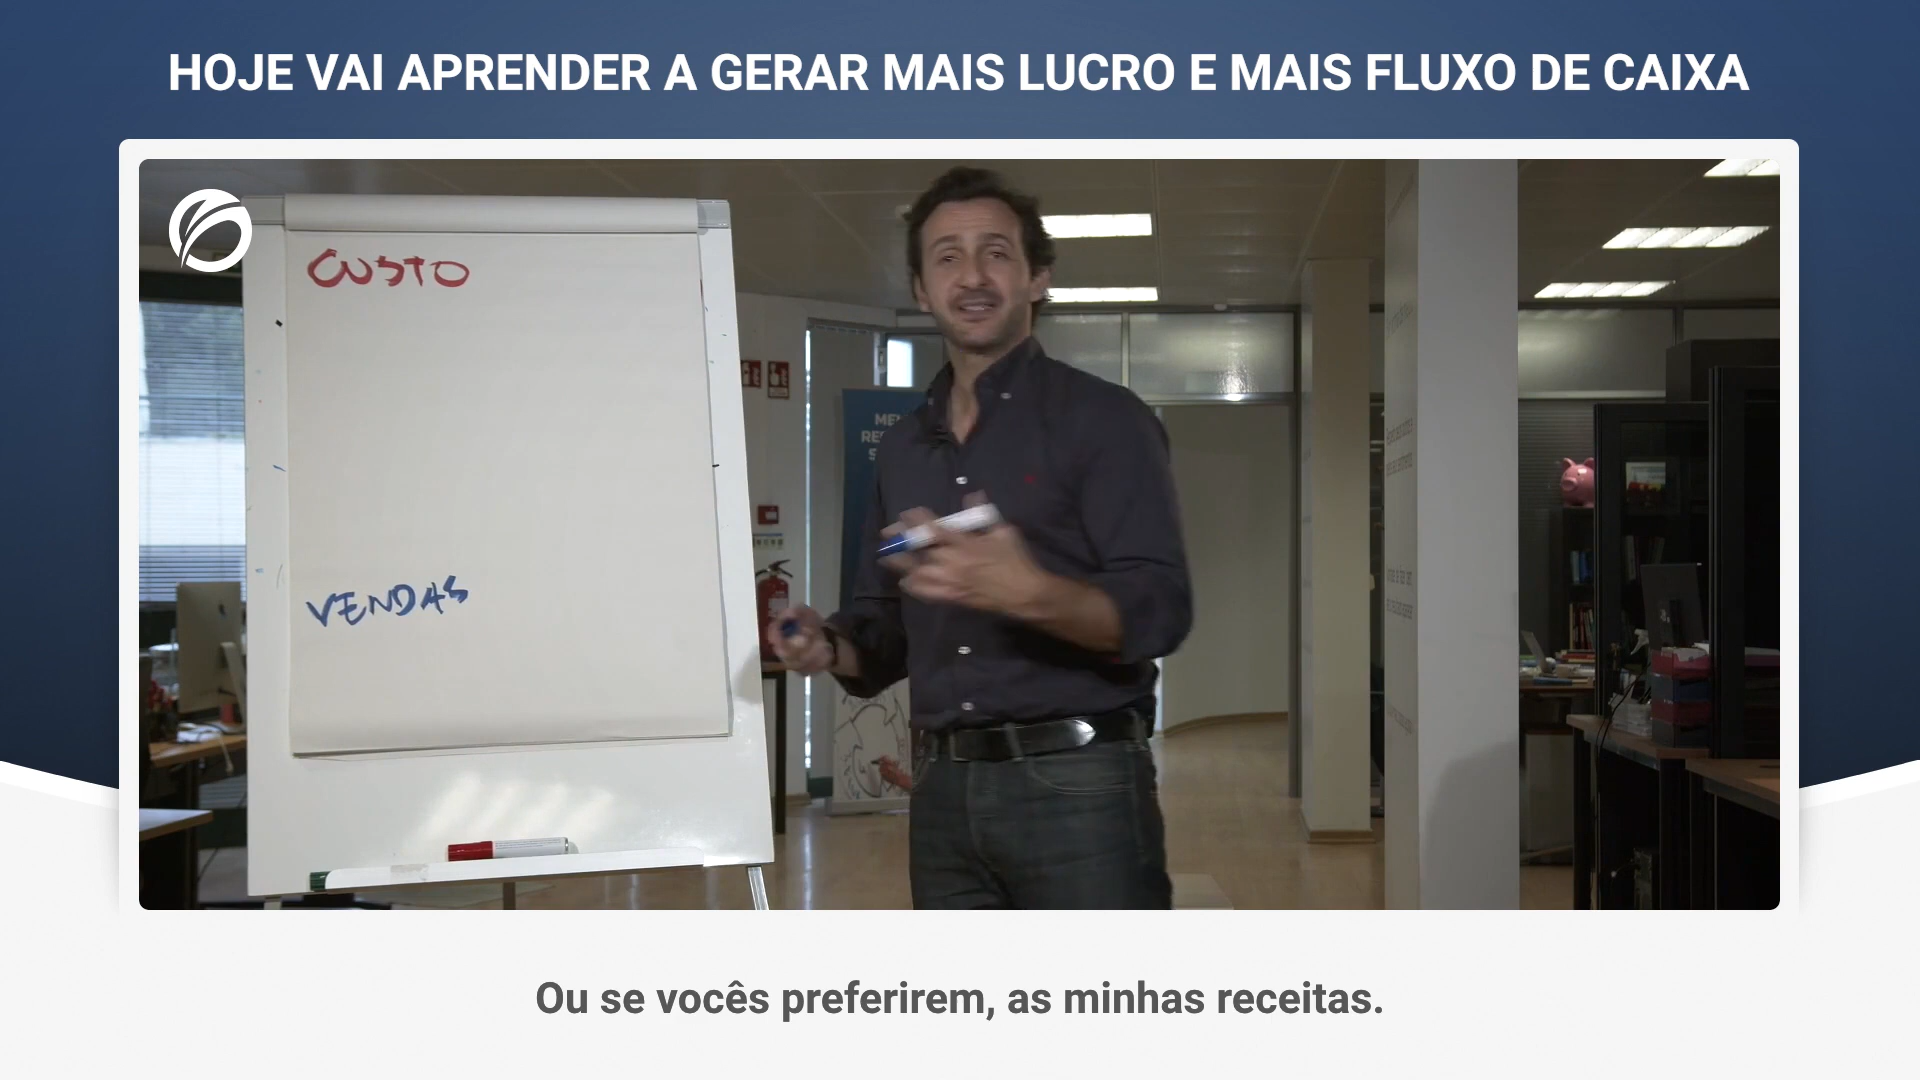 HOJE VAI APRENDER A GERAR MAIS LUCRO E MAIS FLUXO DE CAIXA
CUSTO
VENDAS
Ou se vocês preferirem, as minhas receitas.